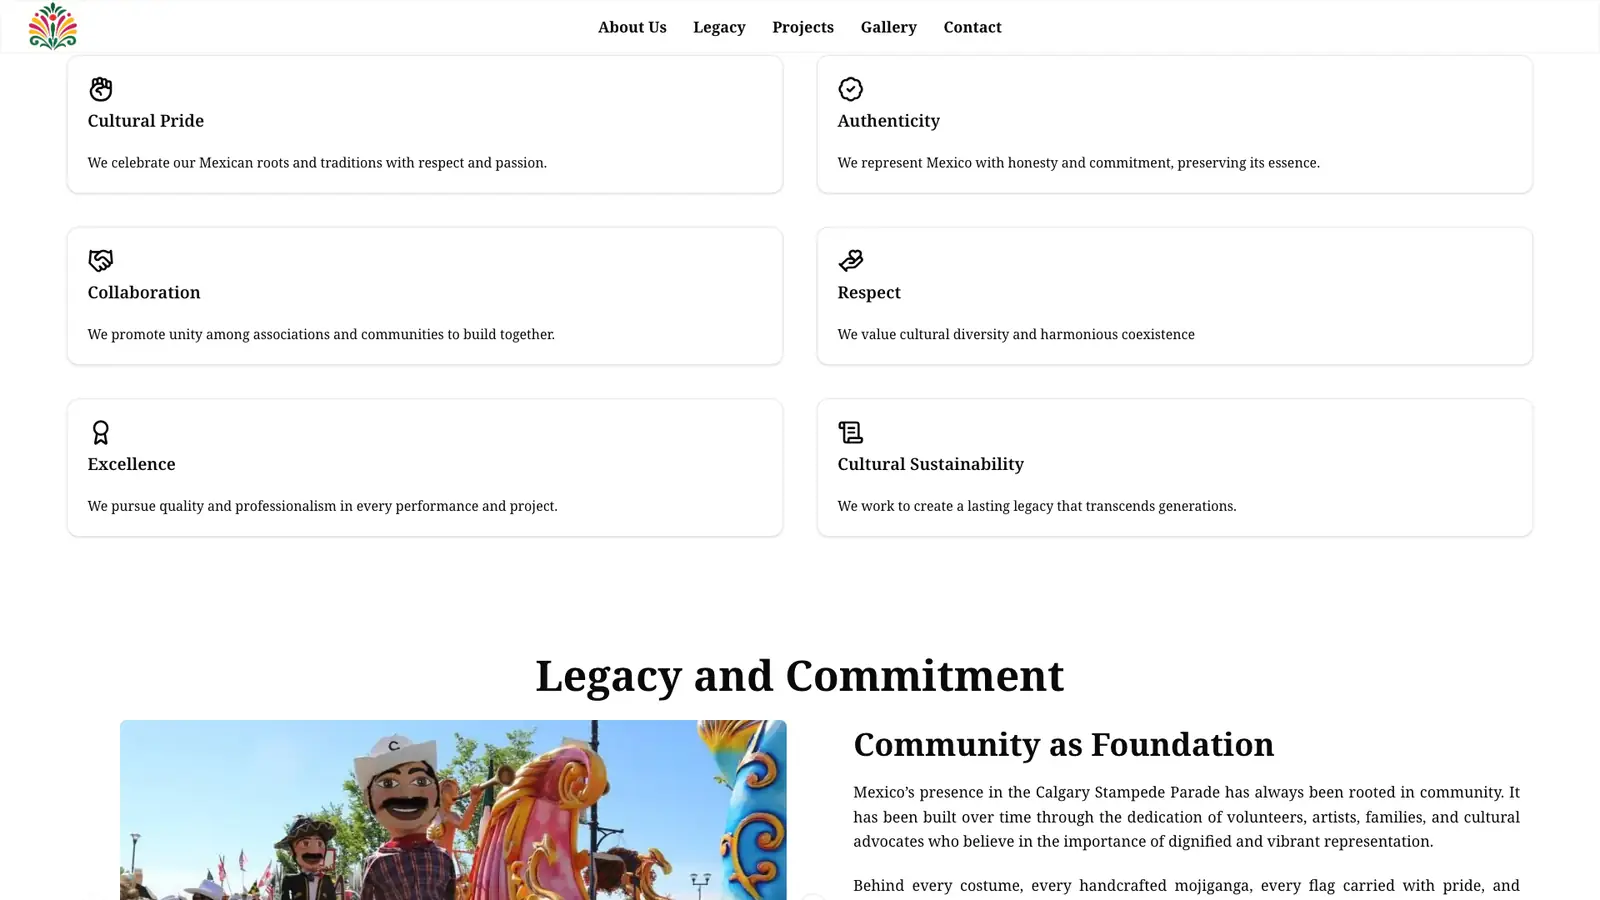 About Us Legacy Projects Gallery Contact
Cultural Pride
We celebrate our Mexican roots and traditions with respect and passion.
Authenticity
We represent Mexico with honesty and commitment, preserving its essence.
Collaboration
We promote unity among associations and communities to build together.
Respect
We value cultural diversity and harmonious coexistence
Excellence
We pursue quality and professionalism in every performance and project.
Cultural Sustainability
We work to create a lasting legacy that transcends generations.
Legacy and Commitment
C
Community as Foundation
Mexico’s presence in the Calgary Stampede Parade has always been rooted in community. It
has been built over time through the dedication of volunteers, artists, families, and cultural
advocates who believe in the importance of dignified and vibrant representation.
Behind every costume, every handcrafted mojiganga, every flag carried with pride, and